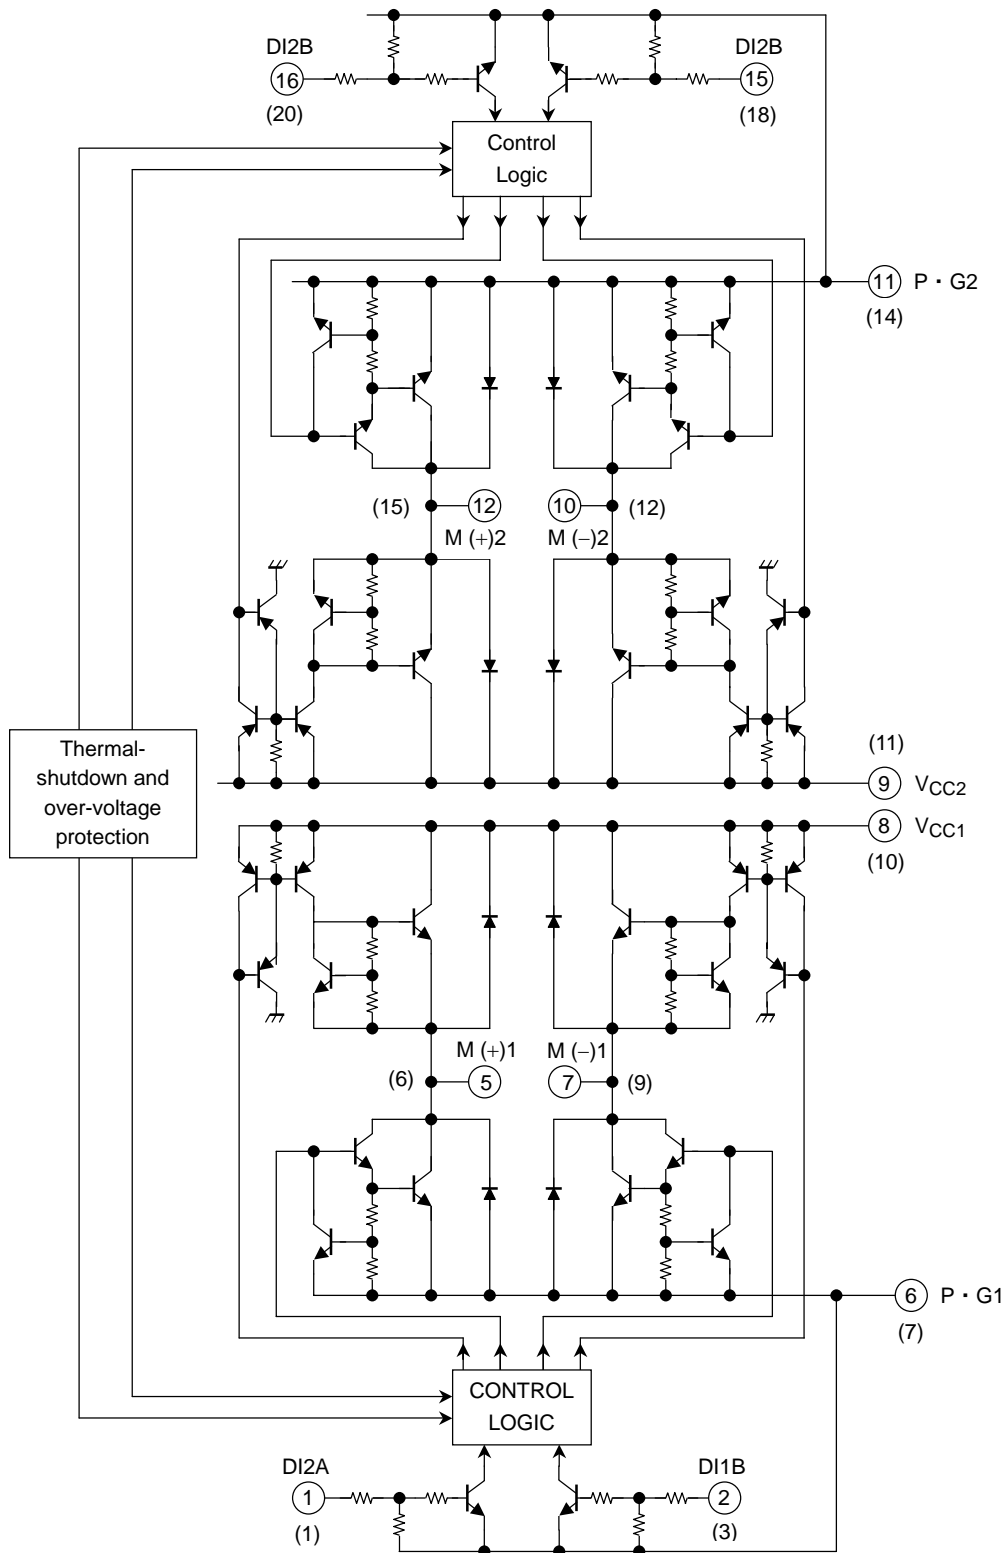 DI2B
DI2B
16
15
(20)
(18)
Control
Logic
11
P・G2
(14)
(15)
12
10
(12)
M (+)2
M (−)2
Thermal-
shutdown and
over-voltage
protection
(11)
9
VCC2
8
VCC1
(10)
M (+)1
M (−)1
(6)
5
7
(9)
6
P・G1
(7)
CONTROL
LOGIC
DI2A
DI1B
1
2
(1)
(3)